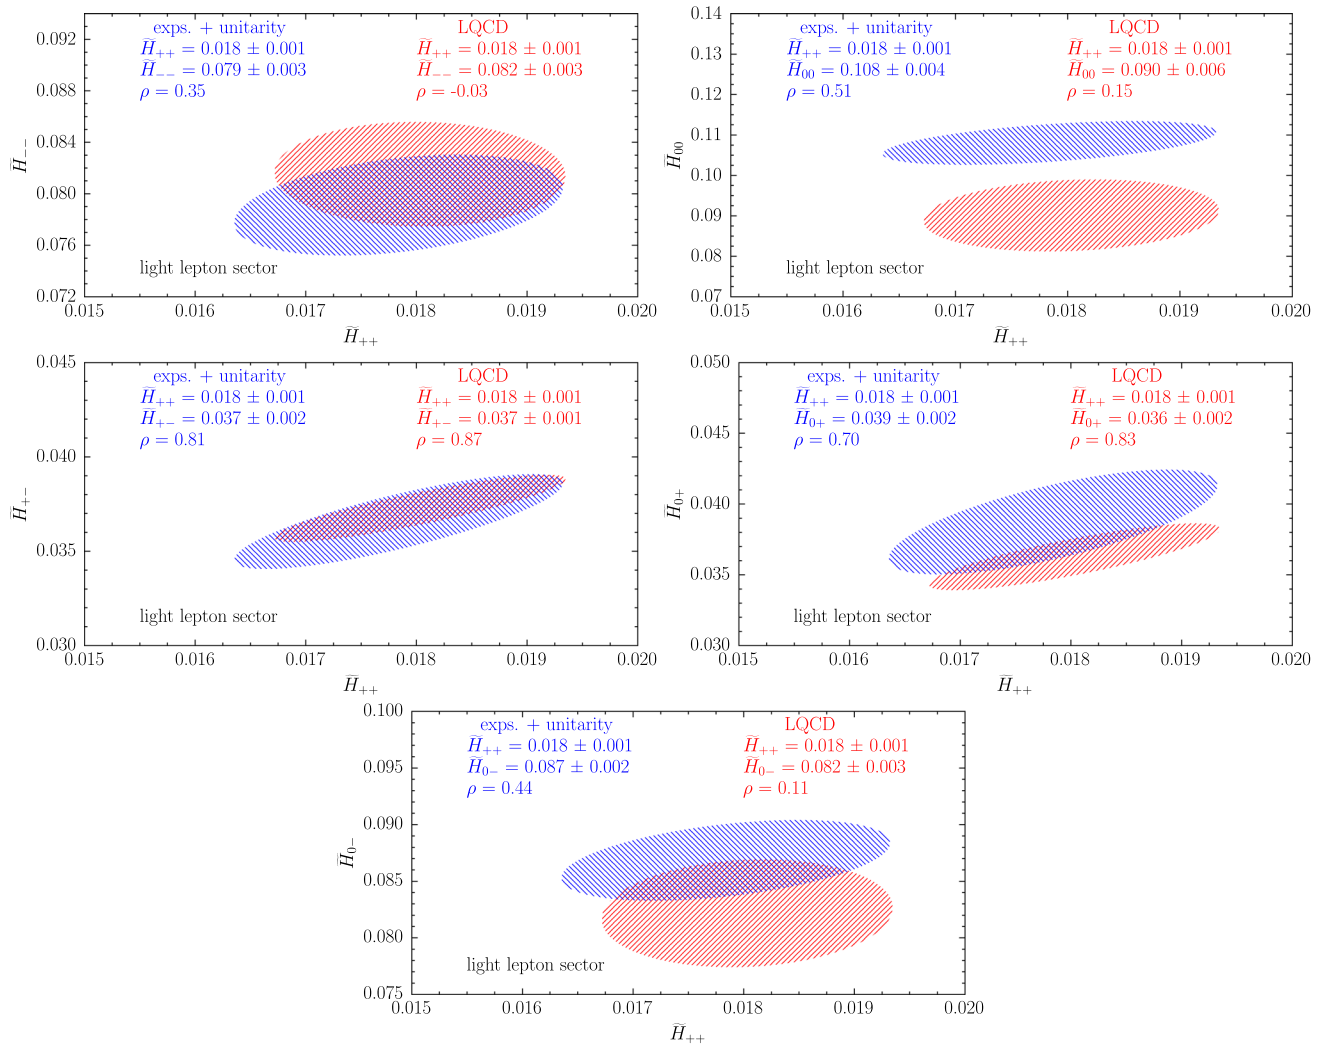 exps. + unitarity
H̃₊₊ = 0.018 ± 0.001
H̃₋₋ = 0.079 ± 0.003
ρ = 0.35
LQCD
H̃₊₊ = 0.018 ± 0.001
H̃₋₋ = 0.082 ± 0.003
ρ = -0.03
light lepton sector
0.092
0.088
0.084
0.080
0.076
0.072
H̃₋₋
0.015 0.016 0.017 0.018 0.019 0.020
H̃₊₊
exps. + unitarity
H̃₊₊ = 0.018 ± 0.001
H̃₀₀ = 0.108 ± 0.004
ρ = 0.51
LQCD
H̃₊₊ = 0.018 ± 0.001
H̃₀₀ = 0.090 ± 0.006
ρ = 0.15
light lepton sector
0.14
0.13
0.12
0.11
0.10
0.09
0.08
0.07
H̃₀₀
0.015 0.016 0.017 0.018 0.019 0.020
H̃₊₊
exps. + unitarity
H̃₊₊ = 0.018 ± 0.001
H̃₊₋ = 0.037 ± 0.002
ρ = 0.81
LQCD
H̃₊₊ = 0.018 ± 0.001
H̃₊₋ = 0.037 ± 0.001
ρ = 0.87
light lepton sector
0.045
0.040
0.035
0.030
H̃₊₋
0.015 0.016 0.017 0.018 0.019 0.020
H̃₊₊
exps. + unitarity
H̃₊₊ = 0.018 ± 0.001
H̃₀₊ = 0.039 ± 0.002
ρ = 0.70
LQCD
H̃₊₊ = 0.018 ± 0.001
H̃₀₊ = 0.036 ± 0.002
ρ = 0.83
light lepton sector
0.050
0.045
0.040
0.035
0.030
H̃₀₊
0.015 0.016 0.017 0.018 0.019 0.020
H̃₊₊
exps. + unitarity
H̃₊₊ = 0.018 ± 0.001
H̃₀₋ = 0.087 ± 0.002
ρ = 0.44
LQCD
H̃₊₊ = 0.018 ± 0.001
H̃₀₋ = 0.082 ± 0.003
ρ = 0.11
light lepton sector
0.100
0.095
0.090
0.085
0.080
0.075
H̃₀₋
0.015 0.016 0.017 0.018 0.019 0.020
H̃₊₊